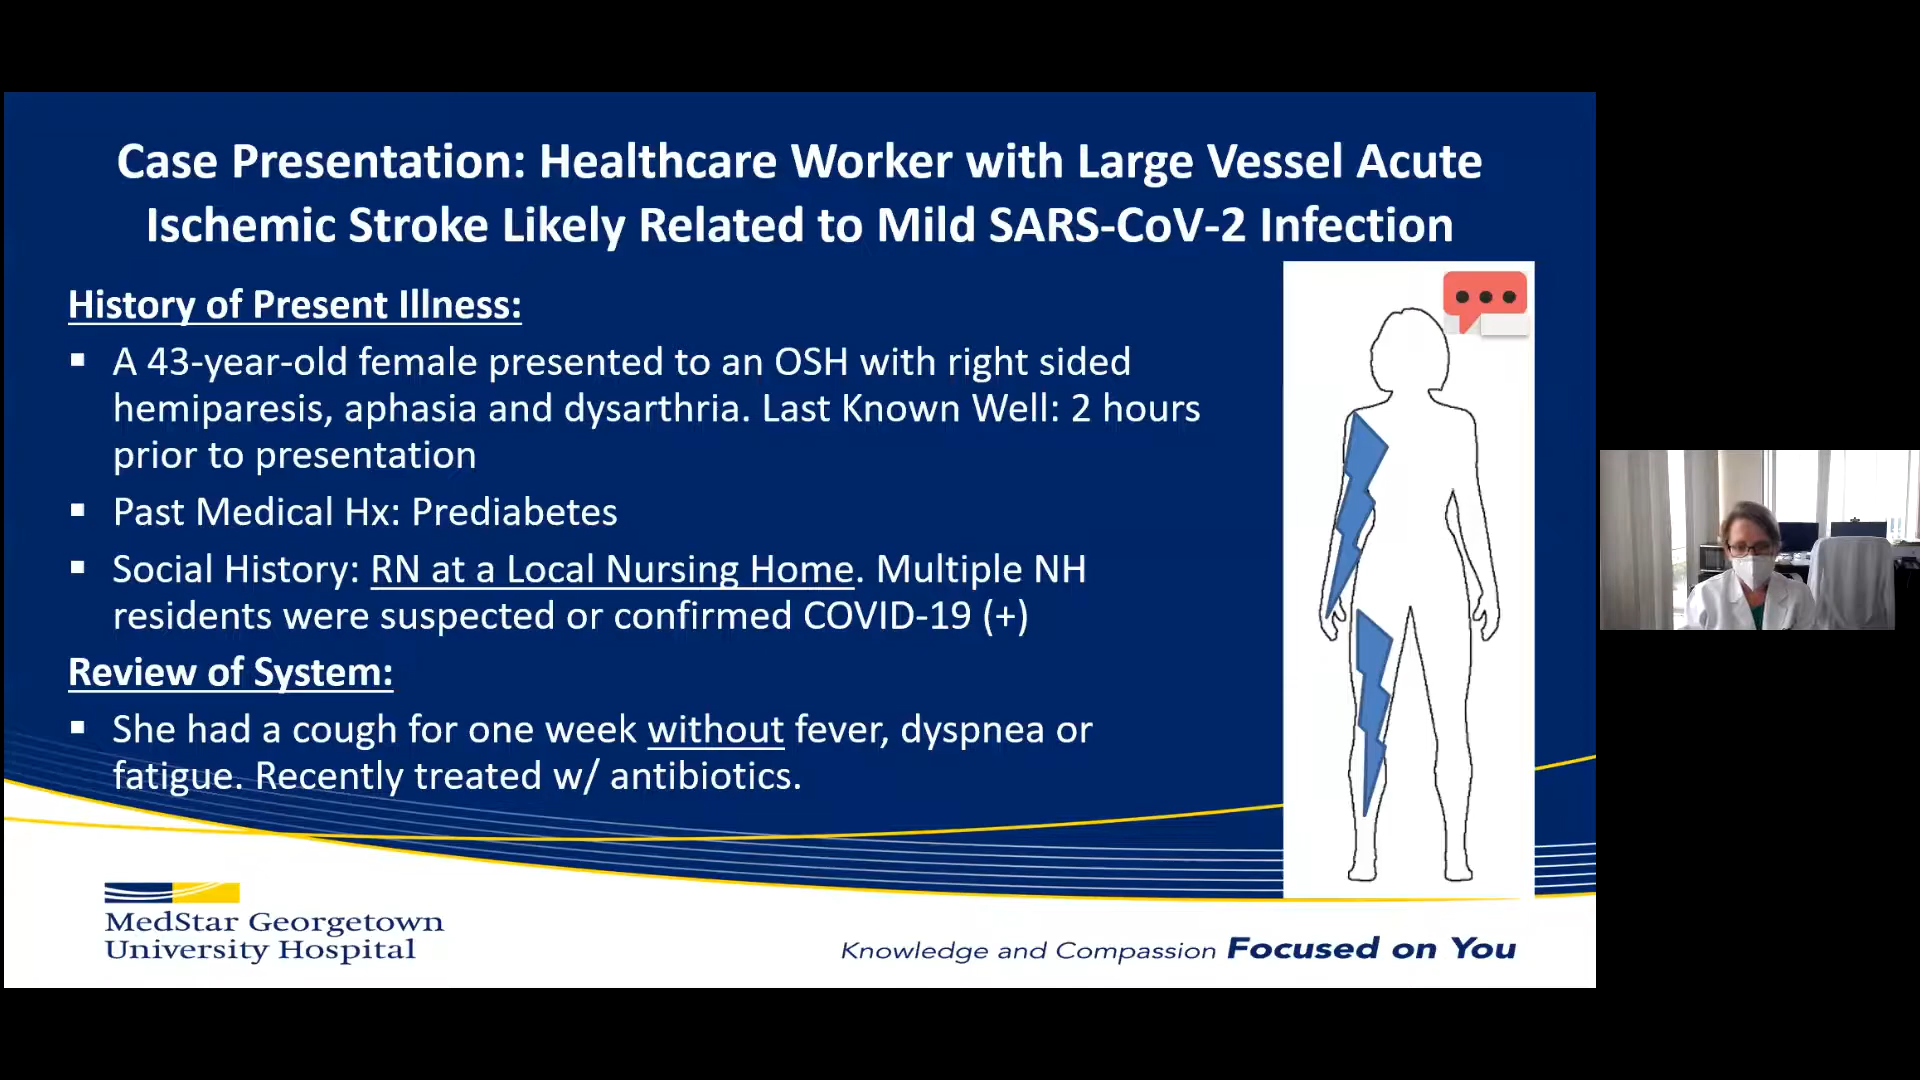 Case Presentation: Healthcare Worker with Large Vessel Acute
Ischemic Stroke Likely Related to Mild SARS-CoV-2 Infection
History of Present Illness:
▪ A 43-year-old female presented to an OSH with right sided
hemiparesis, aphasia and dysarthria. Last Known Well: 2 hours
prior to presentation
▪ Past Medical Hx: Prediabetes
▪ Social History: RN at a Local Nursing Home. Multiple NH
residents were suspected or confirmed COVID-19 (+)
Review of System:
▪ She had a cough for one week without fever, dyspnea or
fatigue. Recently treated w/ antibiotics.
MedStar Georgetown
University Hospital
Knowledge and Compassion Focused on You